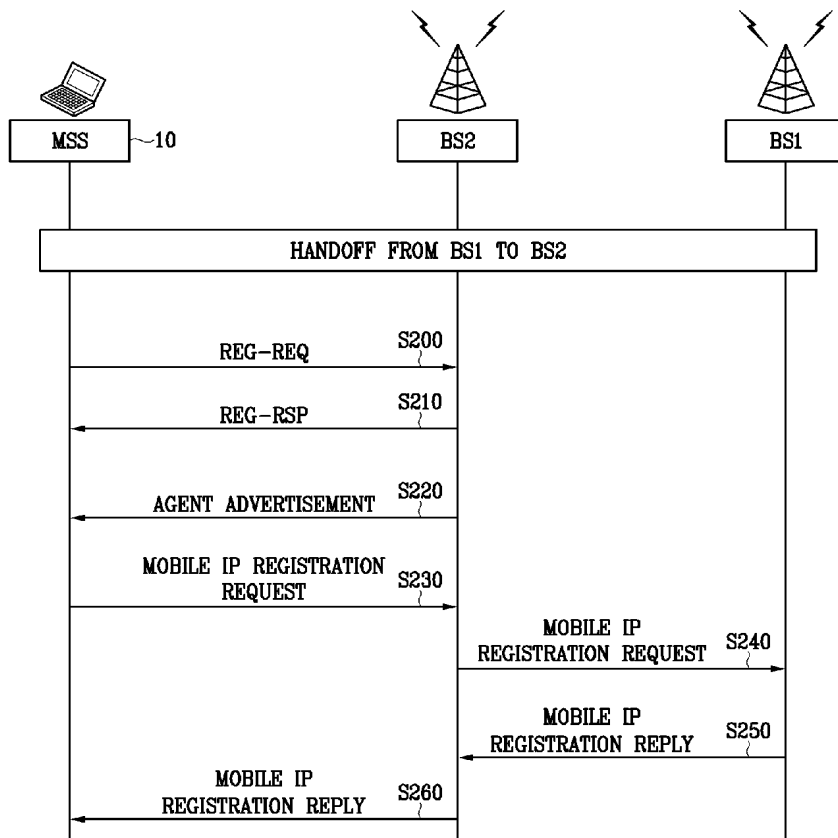 MSS
10
BS2
BS1
HANDOFF FROM BS1 TO BS2
REG-REQ
S200
REG-RSP
S210
AGENT ADVERTISEMENT
S220
MOBILE IP REGISTRATION
REQUEST
S230
MOBILE IP
REGISTRATION REQUEST
S240
MOBILE IP
REGISTRATION REPLY
S250
MOBILE IP
REGISTRATION REPLY
S260